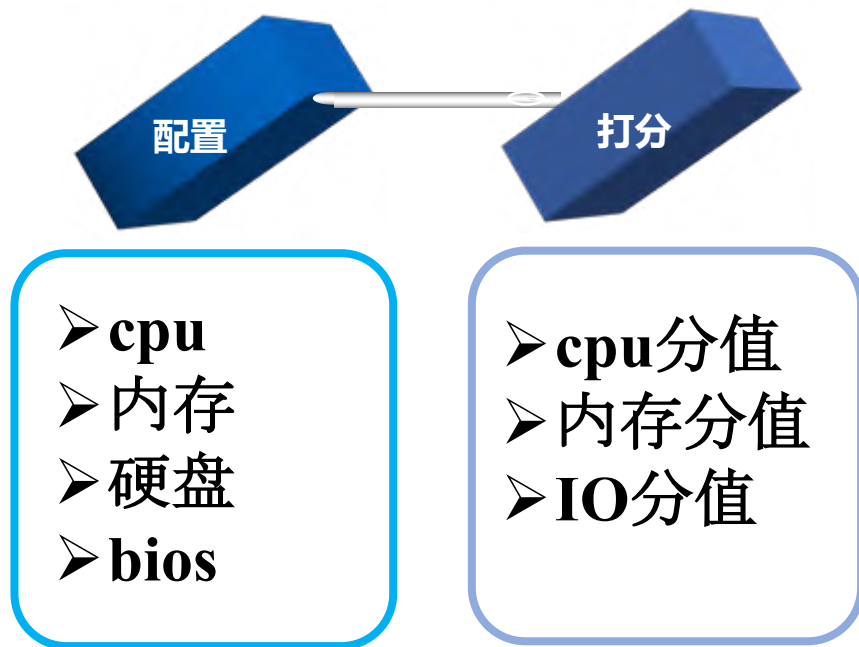 配置
打分
➢cpu
➢内存
➢硬盘
➢bios
➢cpu分值
➢内存分值
➢IO分值